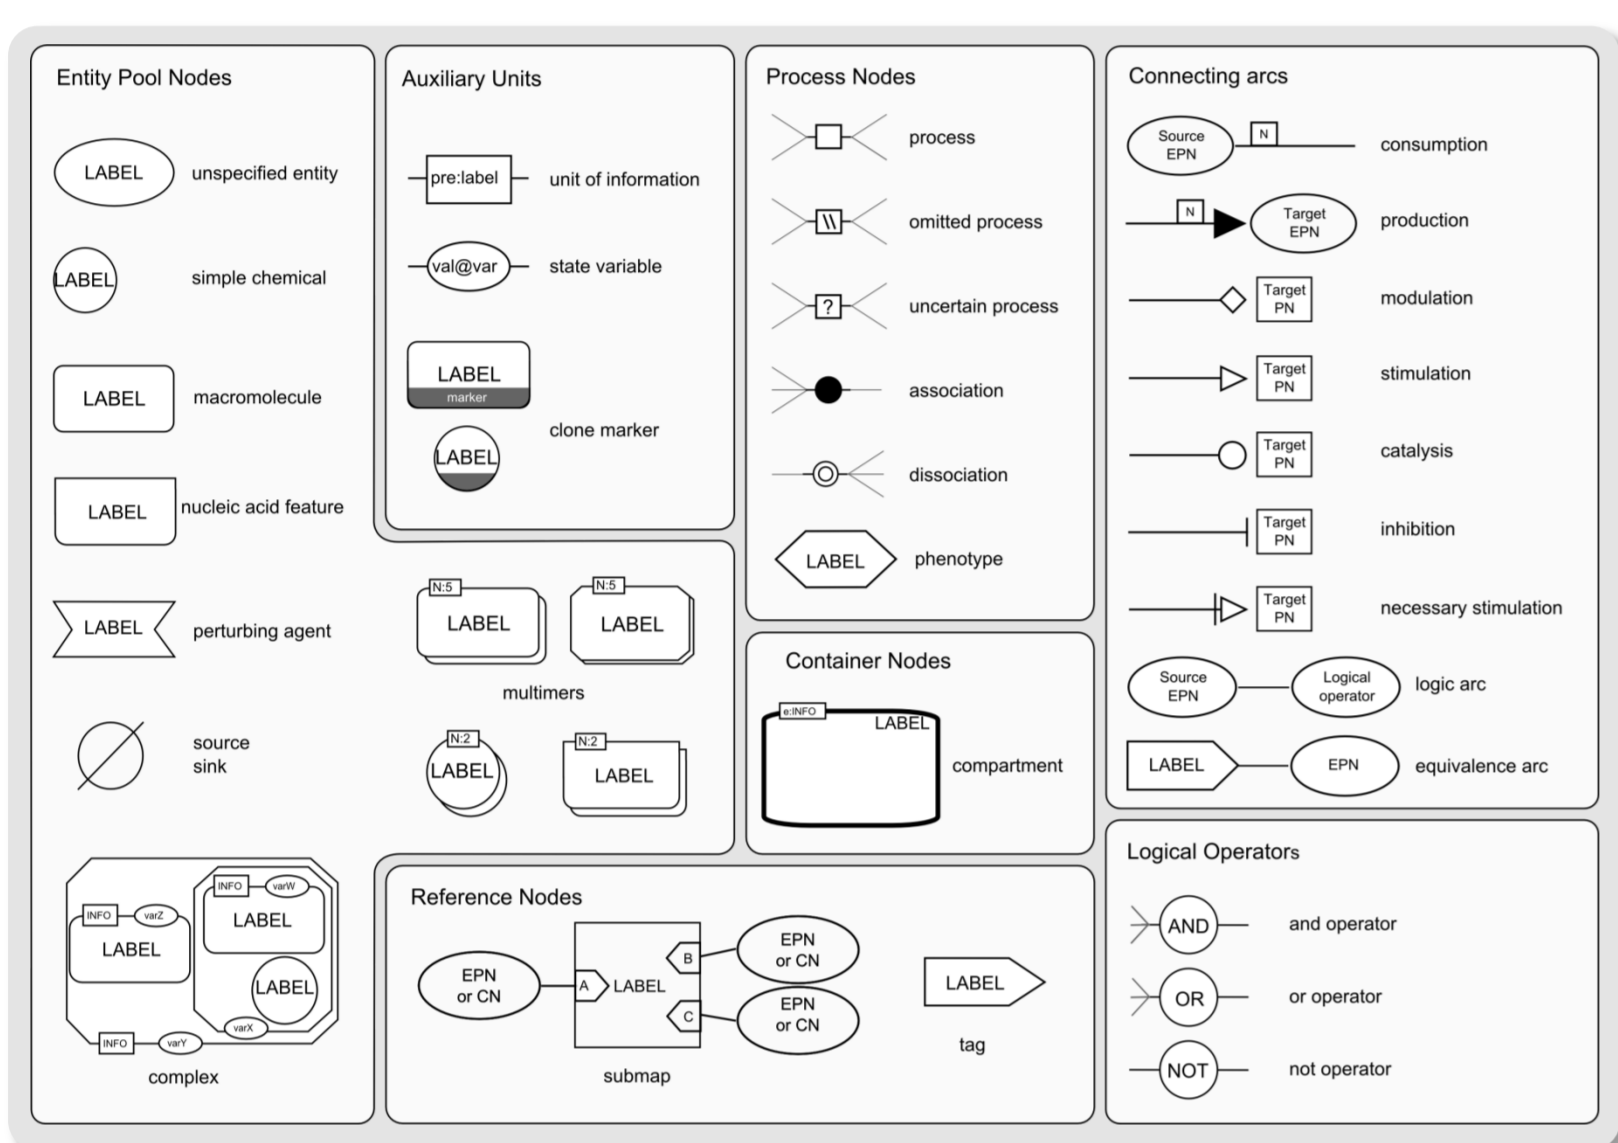 Entity Pool Nodes
LABEL
unspecified entity
LABEL
simple chemical
LABEL
macromolecule
LABEL
nucleic acid feature
LABEL
perturbing agent
source
sink
INFO
varZ
LABEL
INFO
varW
LABEL
LABEL
varX
INFO
varY
complex
Auxiliary Units
pre:label
unit of information
val@var
state variable
LABEL
marker
clone marker
LABEL
N:5
LABEL
N:5
LABEL
multimers
N:2
LABEL
N:2
LABEL
Process Nodes
process
\\
omitted process
?
uncertain process
association
dissociation
LABEL
phenotype
Container Nodes
e:INFO
LABEL
compartment
Reference Nodes
EPN
or CN
A
LABEL
B
C
EPN
or CN
EPN
or CN
submap
LABEL
tag
Connecting arcs
Source
EPN
N
consumption
N
Target
EPN
production
Target
PN
modulation
Target
PN
stimulation
Target
PN
catalysis
Target
PN
inhibition
Target
PN
necessary stimulation
Source
EPN
Logical
operator
logic arc
LABEL
EPN
equivalence arc
Logical Operators
AND
and operator
OR
or operator
NOT
not operator